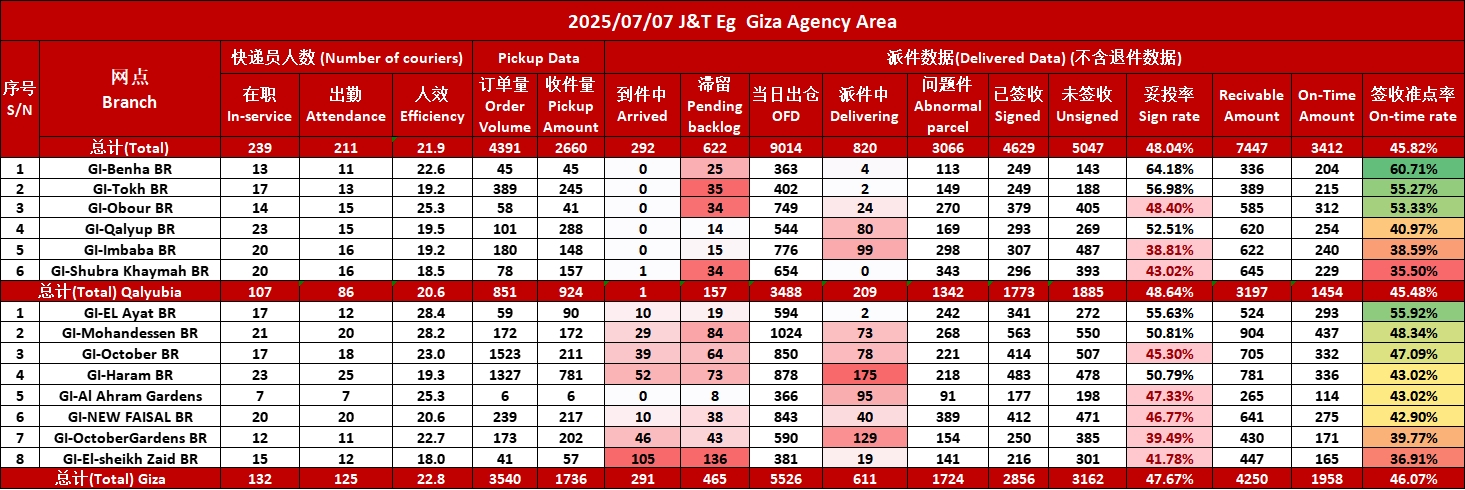 2025/07/07 J&T Eg Giza Agency Area
序号 S/N 网点 Branch 快递员人数 (Number of couriers) Pickup Data 派件数据(Delivered Data) (不含退件数据)
在职 In-service 出勤 Attendance 人效 Efficiency 订单量 Order Volume 收件量 Pickup Amount 到件中 Arrived 滞留 Pending backlog 当日出仓 OFD 派件中 Delivering 问题件 Abnormal parcel 已签收 Signed 未签收 Unsigned 妥投率 Sign rate Recivable Amount On-Time Amount 签收准点率 On-time rate
总计(Total) 239 211 21.9 4391 2660 292 622 9014 820 3066 4629 5047 48.04% 7447 3412 45.82%
1 GI-Benha BR 13 11 22.6 45 45 0 25 363 4 113 249 143 64.18% 336 204 60.71%
2 GI-Tokh BR 17 13 19.2 389 245 0 35 402 2 149 249 188 56.98% 389 215 55.27%
3 GI-Obour BR 14 15 25.3 58 41 0 34 749 24 270 379 405 48.40% 585 312 53.33%
4 GI-Qalyup BR 23 15 19.5 101 288 0 14 544 80 169 293 269 52.51% 620 254 40.97%
5 GI-Imbaba BR 20 16 19.2 180 148 0 15 776 99 298 307 487 38.81% 622 240 38.59%
6 GI-Shubra Khaymah BR 20 16 18.5 78 157 1 34 654 0 343 296 393 43.02% 645 229 35.50%
总计(Total) Qalyubia 107 86 20.6 851 924 1 157 3488 209 1342 1773 1885 48.64% 3197 1454 45.48%
1 GI-EL Ayat BR 17 12 28.4 59 90 10 19 594 2 242 341 272 55.63% 524 293 55.92%
2 GI-Mohandessen BR 21 20 28.2 172 172 29 84 1024 73 268 563 550 50.81% 904 437 48.34%
3 GI-October BR 17 18 23.0 1523 211 39 64 850 78 221 414 507 45.30% 705 332 47.09%
4 GI-Haram BR 23 25 19.3 1327 781 52 73 878 175 218 483 478 50.79% 781 336 43.02%
5 GI-Al Ahram Gardens 7 7 25.3 6 6 0 8 366 95 91 177 198 47.33% 265 114 43.02%
6 GI-NEW FAISAL BR 20 20 20.6 239 217 10 38 843 40 389 412 471 46.77% 641 275 42.90%
7 GI-OctoberGardens BR 12 11 22.7 173 202 46 43 590 129 154 250 385 39.49% 430 171 39.77%
8 GI-El-sheikh Zaid BR 15 12 18.0 41 57 105 136 381 19 141 216 301 41.78% 447 165 36.91%
总计(Total) Giza 132 125 22.8 3540 1736 291 465 5526 611 1724 2856 3162 47.67% 4250 1958 46.07%